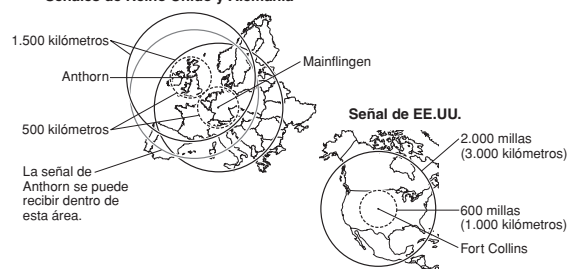 Señales de Reino Unido y Alemania
1.500 kilómetros
Anthorn
Mainflingen
500 kilómetros
La señal de
Anthorn se puede
recibir dentro de
esta área.
Señal de EE.UU.
2.000 millas
(3.000 kilómetros)
600 millas
(1.000 kilómetros)
Fort Collins